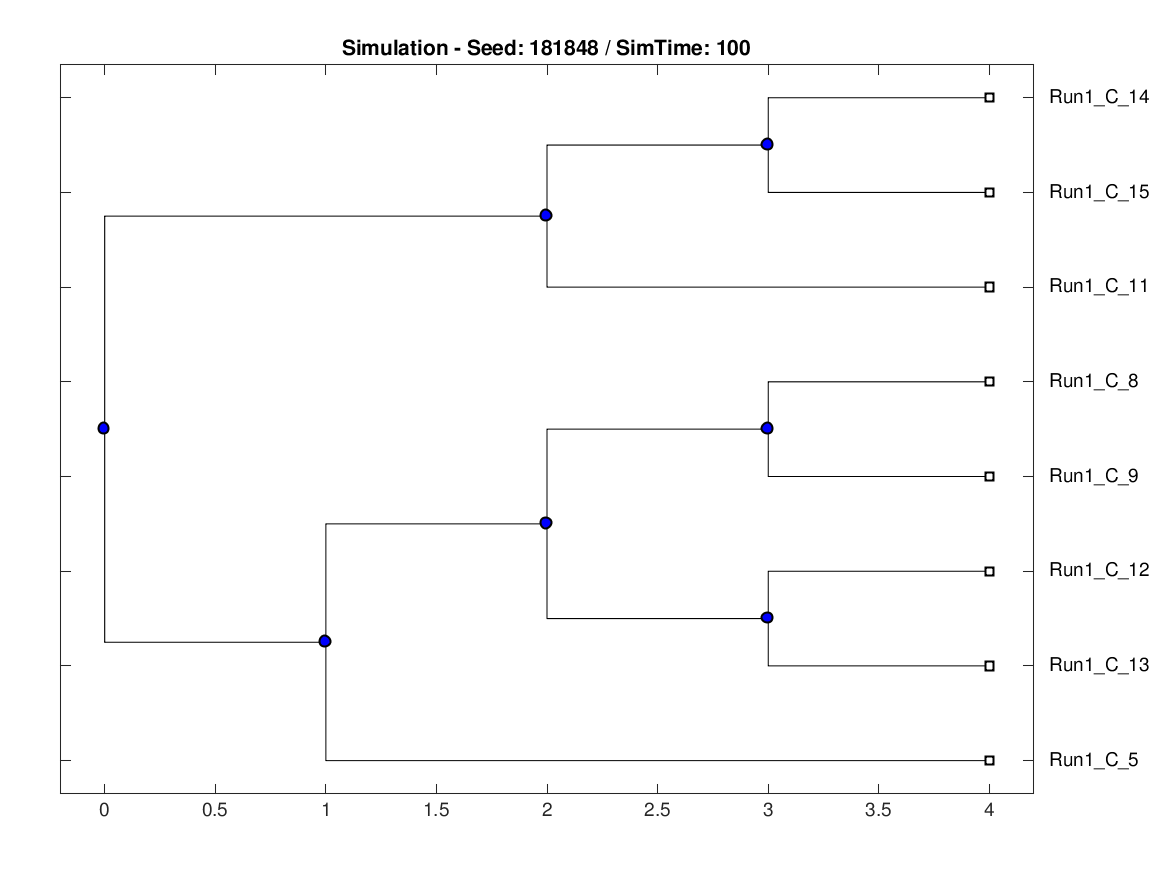 Simulation - Seed: 181848 / SimTime: 100
Run1_C_14
Run1_C_15
Run1_C_11
Run1_C_8
Run1_C_9
Run1_C_12
Run1_C_13
Run1_C_5
0 0.5 1 1.5 2 2.5 3 3.5 4